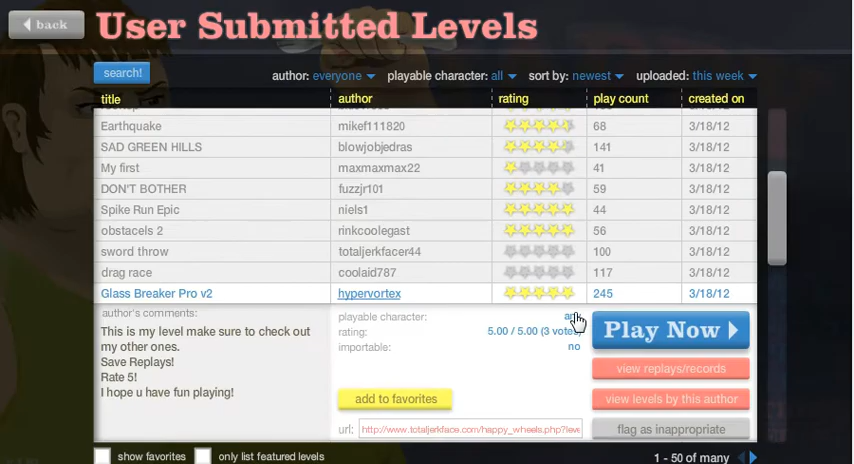 back
User Submitted Levels
search!
author: everyone playable character: all sort by: newest uploaded: this week
title author rating play count created on
Earthquake mikef111820 68 3/18/12
SAD GREEN HILLS blowjobjedras 141 3/18/12
My first maxmaxmax22 41 3/18/12
DON'T BOTHER fuzzjr101 59 3/18/12
Spike Run Epic niels1 44 3/18/12
obstacels 2 rinkcoolegast 56 3/18/12
sword throw totaljerkfacer44 100 3/18/12
drag race coolaid787 117 3/18/12
Glass Breaker Pro v2 hypervortex 245 3/18/12
author's comments:
This is my level make sure to check out
my other ones.
Save Replays!
Rate 5!
I hope u have fun playing!
playable character:
rating: 5.00 / 5.00 (3 votes)
importable: no
add to favorites
url: http://www.totaljerkface.com/happy_wheels.php?leve
Play Now
view replays/records
view levels by this author
flag as inappropriate
show favorites only list featured levels 1 - 50 of many